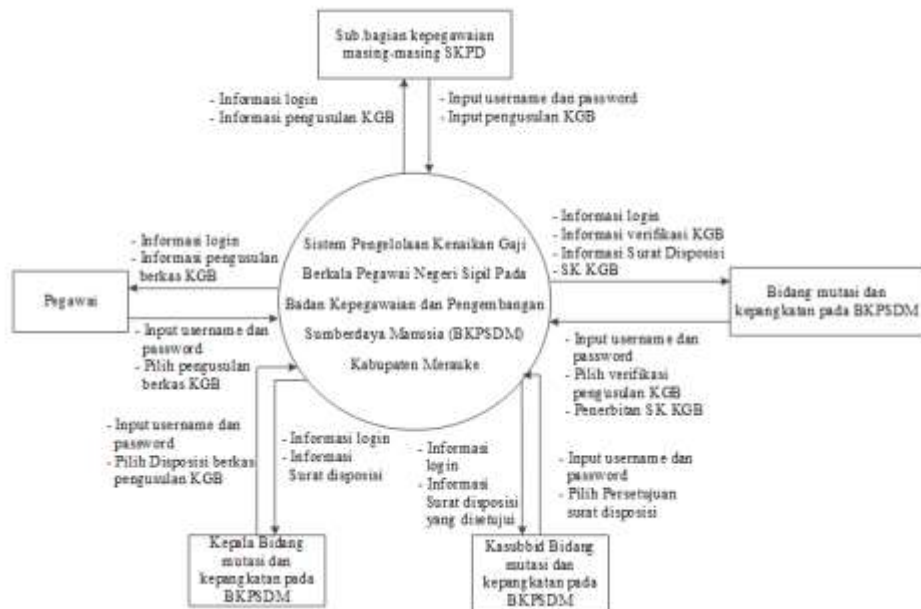 Sub.bagian kepegawaian
masing-masing SKPD
- Informasi login
- Informasi pengusulan KGB
- Input username dan password
- Input pengusulan KGB
- Informasi login
- Informasi pengusulan
berkas KGB
Sistem Pengelolaan Kenaikan Gaji
Berkala Pegawai Negeri Sipil Pada
Badan Kepegawaian dan Pengembangan
Sumberdaya Manusia (BKPSDM)
Kabupaten Merauke
- Informasi login
- Informasi verifikasi KGB
- Informasi Surat Disposisi
- SK KGB
Pegawai
Bidang mutasi dan
kepangkatan pada BKPSDM
- Input username dan
password
- Pilih pengusulan
berkas KGB
- Input username dan
password
- Pilih verifikasi
pengusulan KGB
- Penerbitan SK KGB
- Input username dan
password
- Pilih Disposisi berkas
pengusulan KGB
- Informasi login
- Informasi
Surat disposisi
- Informasi
login
- Informasi
Surat disposisi
yang disetujui
- Input username dan
password
- Pilih Persetujuan
surat disposisi
Kepala Bidang
mutasi dan
kepangkatan pada
BKPSDM
Kasubbid Bidang
mutasi dan
kepangkatan pada
BKPSDM